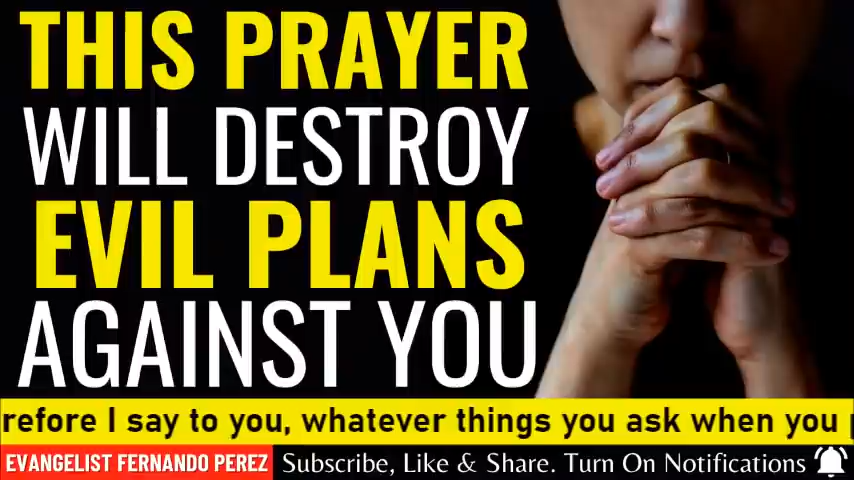 THIS PRAYER
WILL DESTROY
EVIL PLANS
AGAINST YOU
refore I say to you, whatever things you ask when you
EVANGELIST FERNANDO PEREZ Subscribe, Like & Share. Turn On Notifications